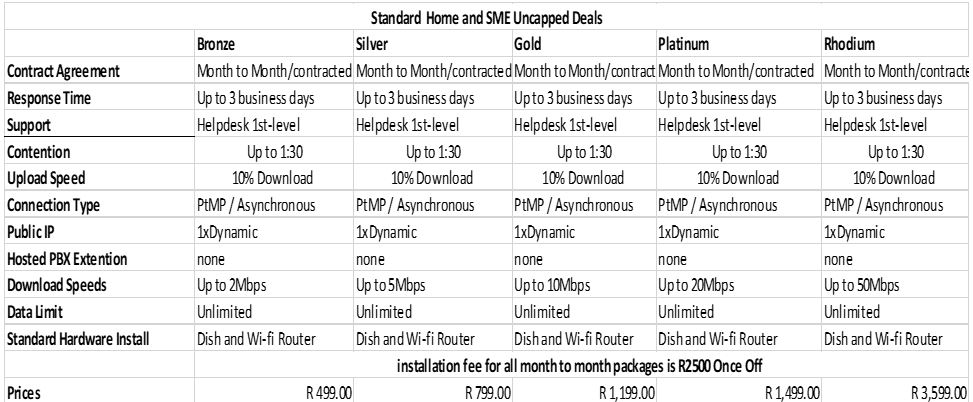 Standard Home and SME Uncapped Deals
Bronze Silver Gold Platinum Rhodium
Contract Agreement Month to Month/contracted Month to Month/contracted Month to Month/contract Month to Month/contracted Month to Month/contracte
Response Time Up to 3 business days Up to 3 business days Up to 3 business days Up to 3 business days Up to 3 business days
Support Helpdesk 1st-level Helpdesk 1st-level Helpdesk 1st-level Helpdesk 1st-level Helpdesk 1st-level
Contention Up to 1:30 Up to 1:30 Up to 1:30 Up to 1:30 Up to 1:30
Upload Speed 10% Download 10% Download 10% Download 10% Download 10% Download
Connection Type PtMP / Asynchronous PtMP / Asynchronous PtMP / Asynchronous PtMP / Asynchronous PtMP / Asynchronous
Public IP 1xDynamic 1xDynamic 1xDynamic 1xDynamic 1xDynamic
Hosted PBX Extention none none none none none
Download Speeds Up to 2Mbps Up to 5Mbps Up to 10Mbps Up to 20Mbps Up to 50Mbps
Data Limit Unlimited Unlimited Unlimited Unlimited Unlimited
Standard Hardware Install Dish and Wi-fi Router Dish and Wi-fi Router Dish and Wi-fi Router Dish and Wi-fi Router Dish and Wi-fi Router
installation fee for all month to month packages is R2500 Once Off
Prices R 499.00 R 799.00 R 1,199.00 R 1,499.00 R 3,599.00